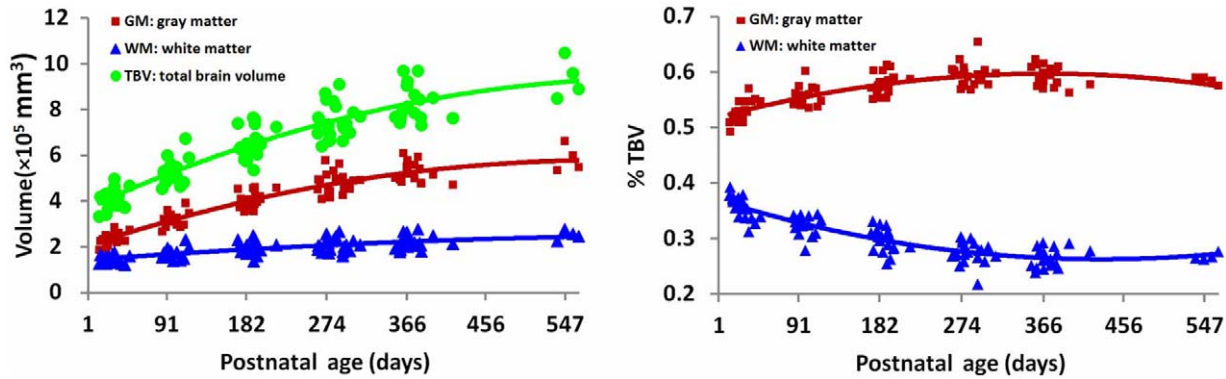 12
10
8
6
4
2
0
Volume(×10⁵ mm³)
GM: gray matter
WM: white matter
TBV: total brain volume
1 91 182 274 366 456 547
Postnatal age (days)
0.7
0.6
0.5
0.4
0.3
0.2
% TBV
GM: gray matter
WM: white matter
1 91 182 274 366 456 547
Postnatal age (days)